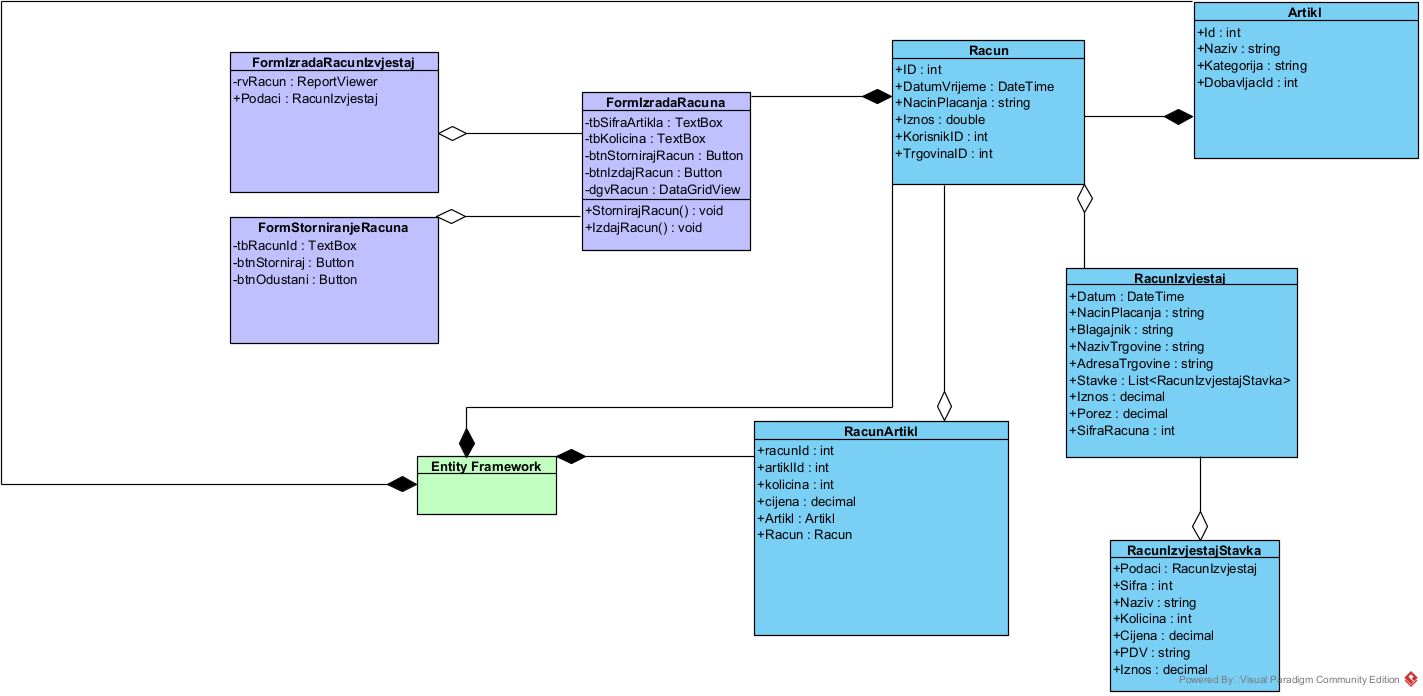 Artikl
+Id : int
+Naziv : string
+Kategorija : string
+DobavljacId : int
Racun
+ID : int
+DatumVrijeme : DateTime
+NacinPlacanja : string
+Iznos : double
+KorisnikID : int
+TrgovinaID : int
FormIzradaRacunIzvjestaj
-rvRacun : ReportViewer
+Podaci : RacunIzvjestaj
FormIzradaRacuna
-tbSifraArtikla : TextBox
-tbKolicina : TextBox
-btnStornirajRacun : Button
-btnIzdajRacun : Button
-dgvRacun : DataGridView
+StornirajRacun() : void
+IzdajRacun() : void
FormStorniranjeRacuna
-tbRacunId : TextBox
-btnStorniraj : Button
-btnOdustani : Button
RacunIzvjestaj
+Datum : DateTime
+NacinPlacanja : string
+Blagajnik : string
+NazivTrgovine : string
+AdresaTrgovine : string
+Stavke : List<RacunIzvjestajStavka>
+Iznos : decimal
+Porez : decimal
+SifraRacuna : int
RacunArtikl
+racunId : int
+artiklId : int
+kolicina : int
+cijena : decimal
+Artikl : Artikl
+Racun : Racun
Entity Framework
RacunIzvjestajStavka
+Podaci : RacunIzvjestaj
+Sifra : int
+Naziv : string
+Kolicina : int
+Cijena : decimal
+PDV : string
+Iznos : decimal
Powered By Visual Paradigm Community Edition